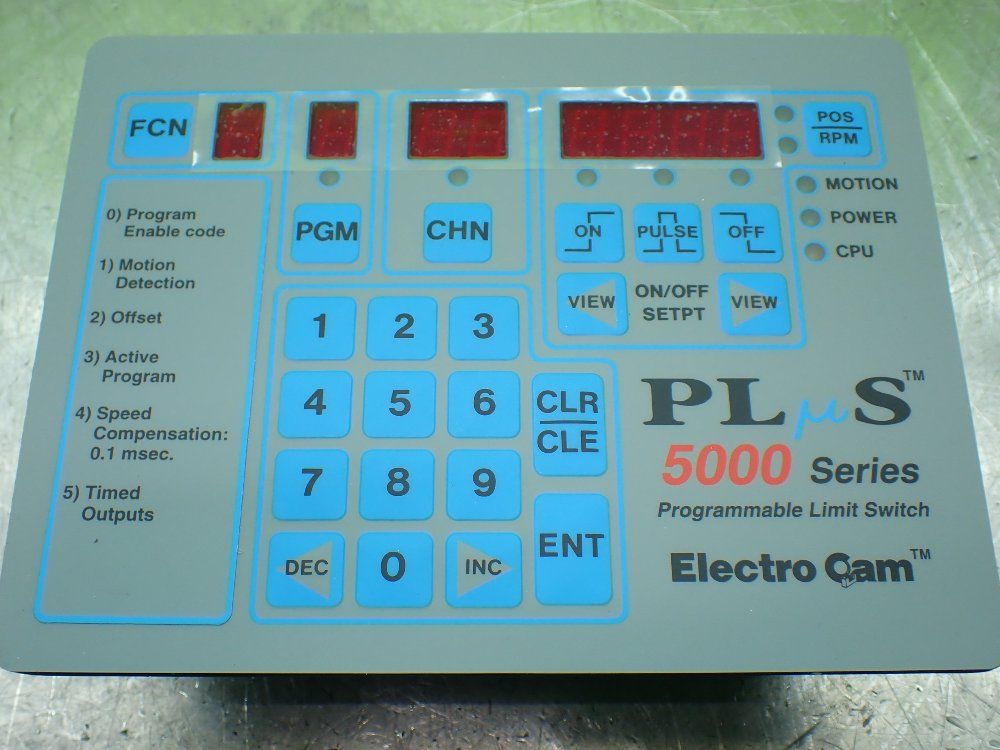 FCN
POS
RPM
MOTION
POWER
CPU
PGM
CHN
ON
PULSE
OFF
VIEW
ON/OFF
SETPT
VIEW
0) Program
Enable code
1) Motion
Detection
2) Offset
3) Active
Program
4) Speed
Compensation:
0.1 msec.
5) Timed
Outputs
1
2
3
4
5
6
CLR
CLE
7
8
9
ENT
DEC
0
INC
PLμS™
5000 Series
Programmable Limit Switch
Electro Cam™